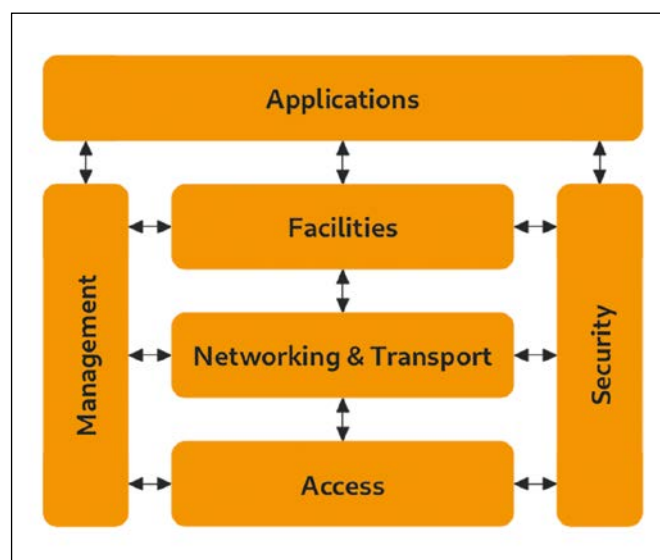 Applications
Facilities
Management
Networking & Transport
Security
Access